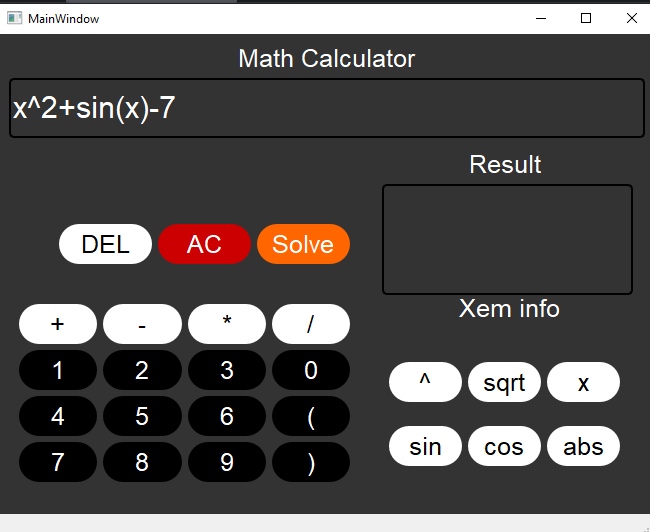 MainWindow
Math Calculator
x^2+sin(x)-7
Result
DEL AC Solve
Xem info
+ - * /
1 2 3 0
^ sqrt x
4 5 6 (
sin cos abs
7 8 9 )